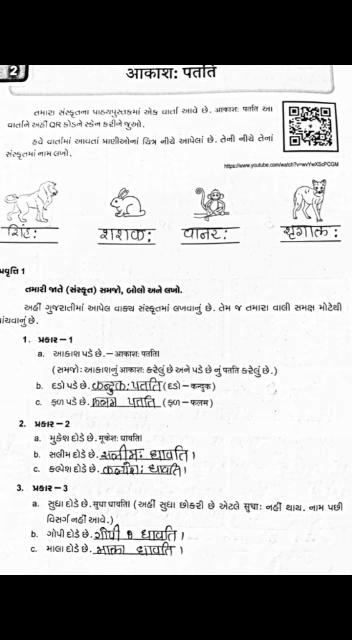 2
आकाशः पतति
તમારા સંસ્કૃતના પાઠ્યપુસ્તકમાં એક વાર્તા આવે છે. आकाशः पतति આ
વાર્તાને અહીં QR કોડને સ્કેન કરીને જુઓ.
હવે વાર્તામાં આવતાં પ્રાણીઓનાં ચિત્ર નીચે આપેલાં છે. તેની નીચે તેનાં
સંસ્કૃતમાં નામ લખો.
सिंहः शशकः वानरः शृगालः
પ્રવૃત્તિ 1
તમારી જાતે (સંસ્કૃત) સમજો, બોલો અને લખો.
અહીં ગુજરાતીમાં આપેલ વાક્ય સંસ્કૃતમાં લખવાનું છે. તેમ જ તમારા વાલી સમક્ષ મોટેથી
વાંચવાનું છે.
1. પ્રકાર – 1
a. આકાશ પડે છે. – आकाशः पतति।
(સમજો: આકાશનું आकाशः કરેલું છે અને પડે છે નું पतति કરેલું છે.)
b. દડો પડે છે. कन्दुकः पतति (દડો – कन्दुक)
c. ફળ પડે છે. फलम पतति (ફળ – फलम)
2. પ્રકાર – 2
a. મુકેશ દોડે છે. मूकेशः धावति।
b. સલીમ દોડે છે. सलीमः धावति।
c. કલ્પેશ દોડે છે. कल्पेशः धावति।
3. પ્રકાર – 3
a. સુધા દોડે છે. सुधा धावति। (અહીં સુધા છોકરી છે એટલે सुधाः નહીં થાય. નામ પછી
વિસર્ગ નહીં આવે.)
b. ગોપી દોડે છે. गोपी धावति।
c. માલા દોડે છે. माला धावति।